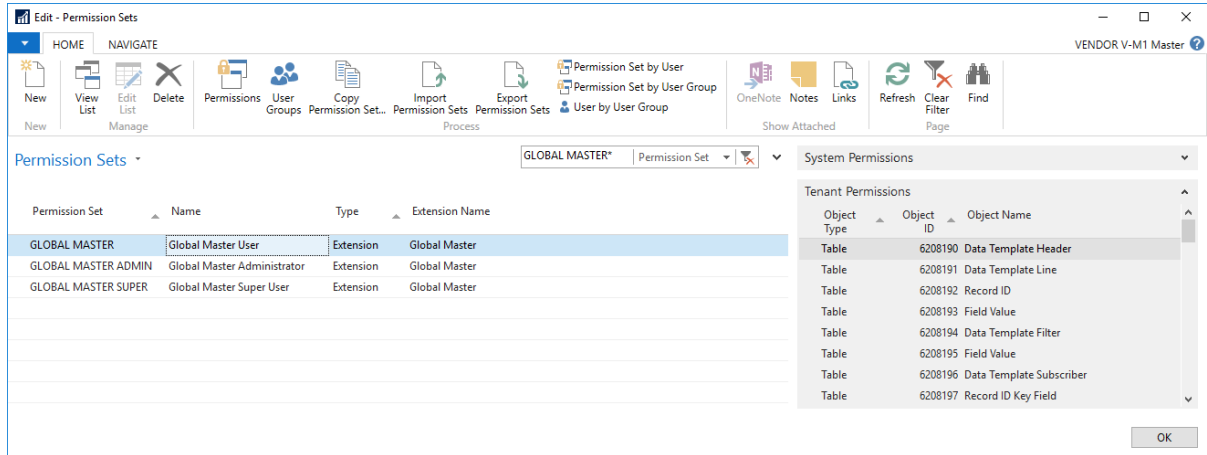 Edit - Permission Sets
HOME NAVIGATE VENDOR V-M1 Master
New View List Edit List Delete Permissions User Groups Copy Permission Set... Import Permission Sets Export Permission Sets
Permission Set by User
Permission Set by User Group
User by User Group
OneNote Notes Links Refresh Clear Filter Find
New Manage Process Show Attached Page
Permission Sets GLOBAL MASTER* Permission Set
Permission Set Name Type Extension Name
GLOBAL MASTER Global Master User Extension Global Master
GLOBAL MASTER ADMIN Global Master Administrator Extension Global Master
GLOBAL MASTER SUPER Global Master Super User Extension Global Master
System Permissions
Tenant Permissions
Object Type Object ID Object Name
Table 6208190 Data Template Header
Table 6208191 Data Template Line
Table 6208192 Record ID
Table 6208193 Field Value
Table 6208194 Data Template Filter
Table 6208195 Field Value
Table 6208196 Data Template Subscriber
Table 6208197 Record ID Key Field
OK